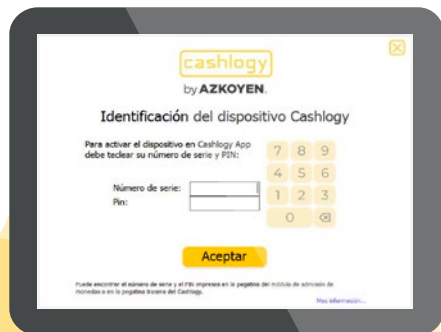 cashlogy
by AZKOYEN.
Identificación del dispositivo Cashlogy
Para activar el dispositivo en Cashlogy App
debe teclear su número de serie y PIN:
7 8 9
4 5 6
1 2 3
0
Número de serie:
Pin:
Aceptar
Puede encontrar el número de serie y el PIN impresos en la pegatina del módulo de admisión de
monedas o en la pegatina trasera del Cashlogy.
Mas información...